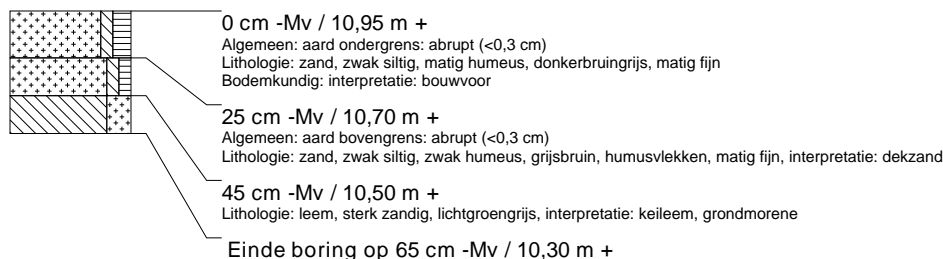 0 cm -Mv / 10,95 m +
Algemeen: aard ondergrens: abrupt (<0,3 cm)
Lithologie: zand, zwak siltig, matig humeus, donkerbruingrijs, matig fijn
Bodemkundig: interpretatie: bouwvoor
25 cm -Mv / 10,70 m +
Algemeen: aard bovengrens: abrupt (<0,3 cm)
Lithologie: zand, zwak siltig, zwak humeus, grijsbruin, humusvlekken, matig fijn, interpretatie: dekzand
45 cm -Mv / 10,50 m +
Lithologie: leem, sterk zandig, lichtgroengrijs, interpretatie: keileem, grondmorene
Einde boring op 65 cm -Mv / 10,30 m +